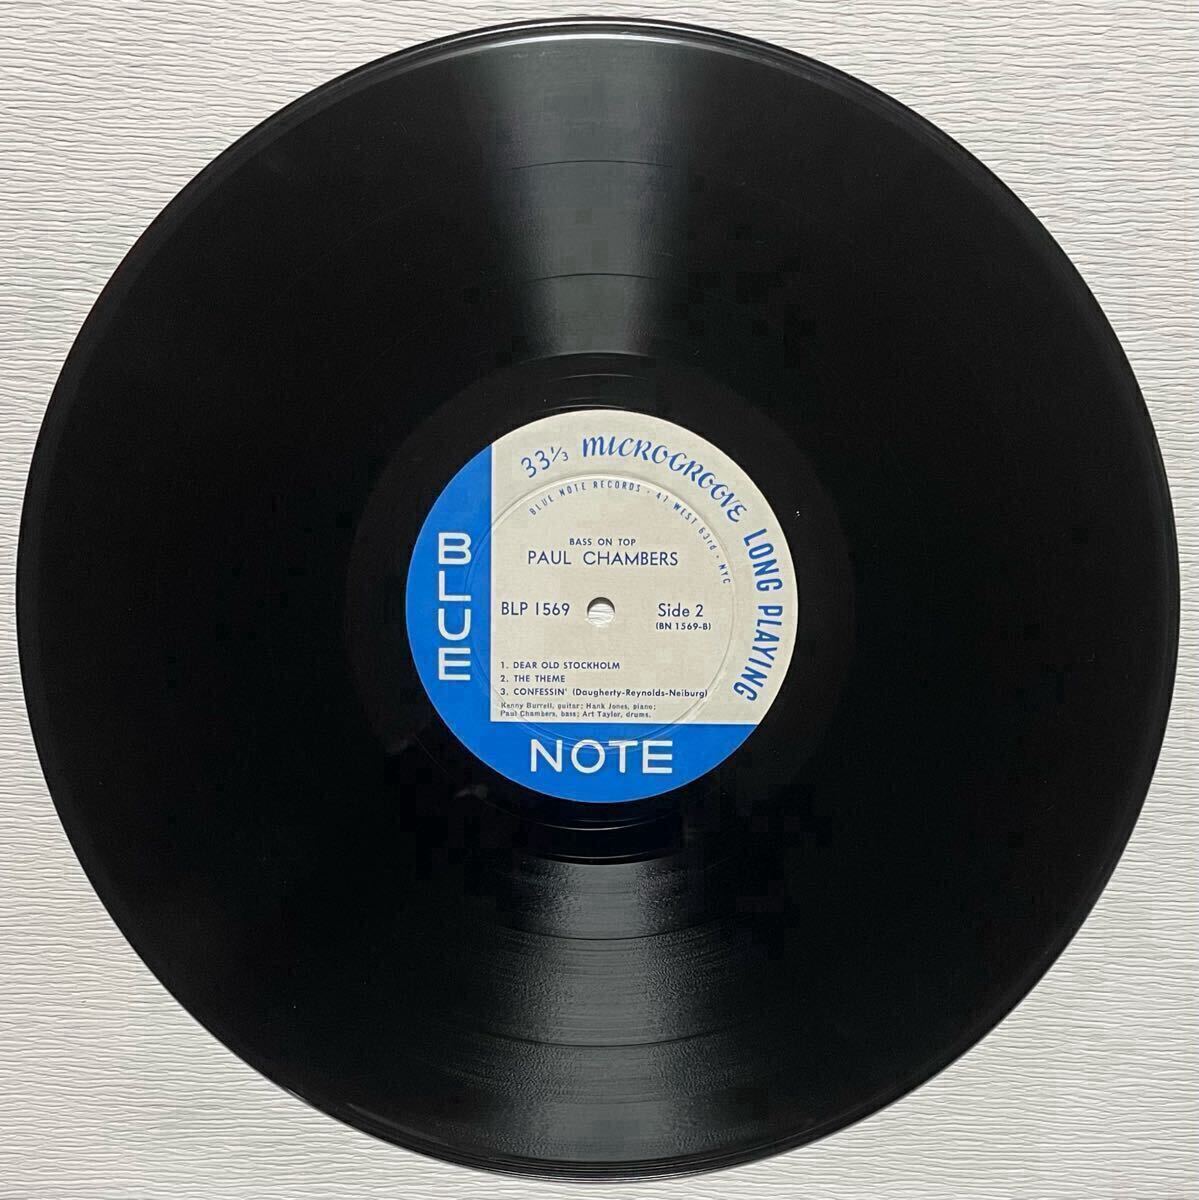 33⅓ MICROGROOVE LONG PLAYING
BLUE NOTE RECORDS · 47 WEST 63rd · NYC
BASS ON TOP
PAUL CHAMBERS
BLP 1569 Side 2
(BN 1569-B)
1. DEAR OLD STOCKHOLM
2. THE THEME
3. CONFESSIN' (Daugherty-Reynolds-Neiburg)
Kenny Burrell, guitar; Hank Jones, piano;
Paul Chambers, bass; Art Taylor, drums.
BLUE
NOTE